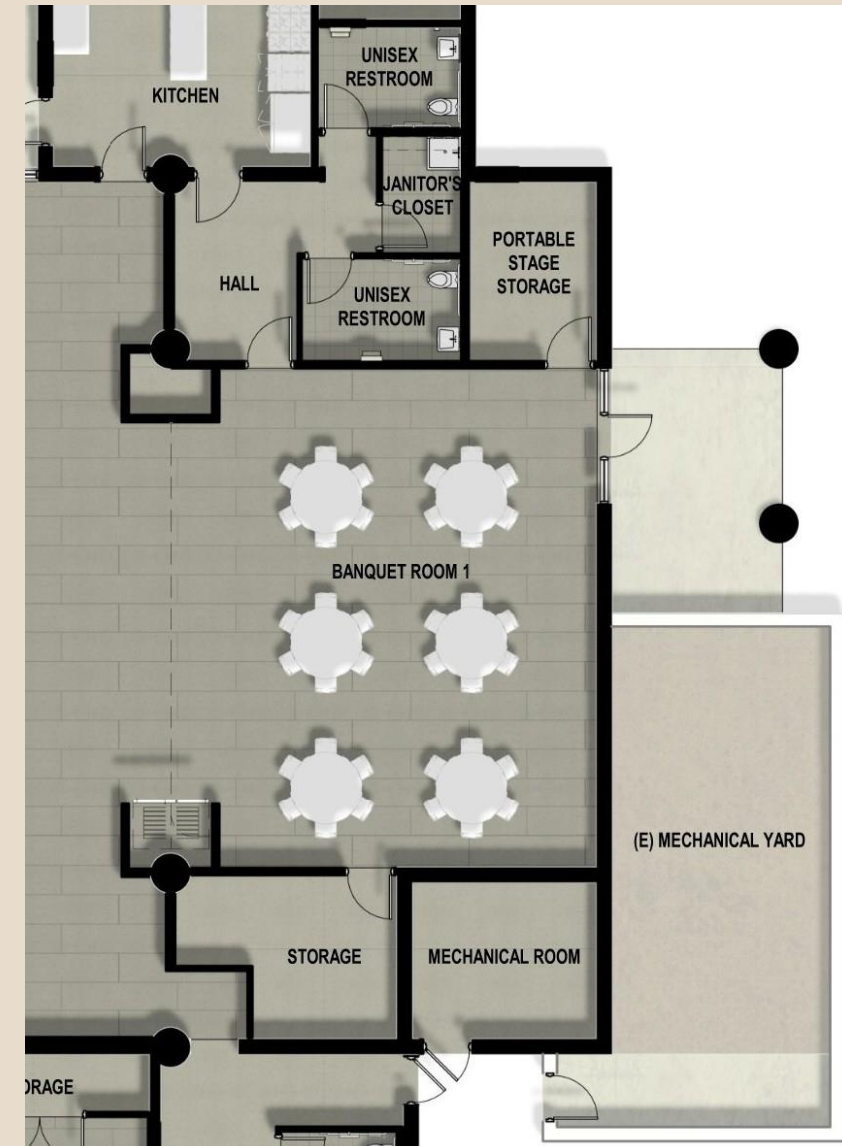 UNISEX
RESTROOM
KITCHEN
JANITOR'S
CLOSET
PORTABLE
STAGE
STORAGE
HALL
UNISEX
RESTROOM
BANQUET ROOM 1
(E) MECHANICAL YARD
STORAGE
MECHANICAL ROOM
ORAGE